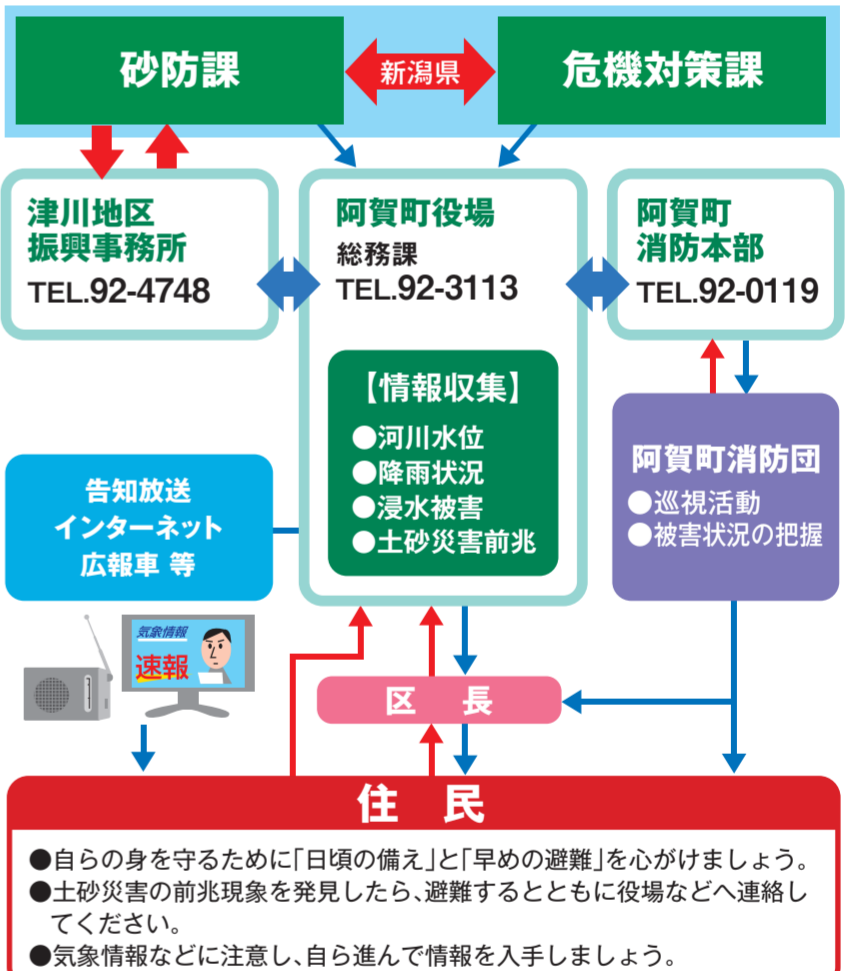 砂防課
新潟県
危機対策課
津川地区
振興事務所
TEL.92-4748
阿賀町役場
総務課
TEL.92-3113
阿賀町
消防本部
TEL.92-0119
【情報収集】
●河川水位
●降雨状況
●浸水被害
●土砂災害前兆
阿賀町消防団
●巡視活動
●被害状況の把握
告知放送
インターネット
広報車 等
気象情報
速報
区 長
住 民
●自らの身を守るために「日頃の備え」と「早めの避難」を心がけましょう。
●土砂災害の前兆現象を発見したら、避難するとともに役場などへ連絡し
てください。
●気象情報などに注意し、自ら進んで情報を入手しましょう。